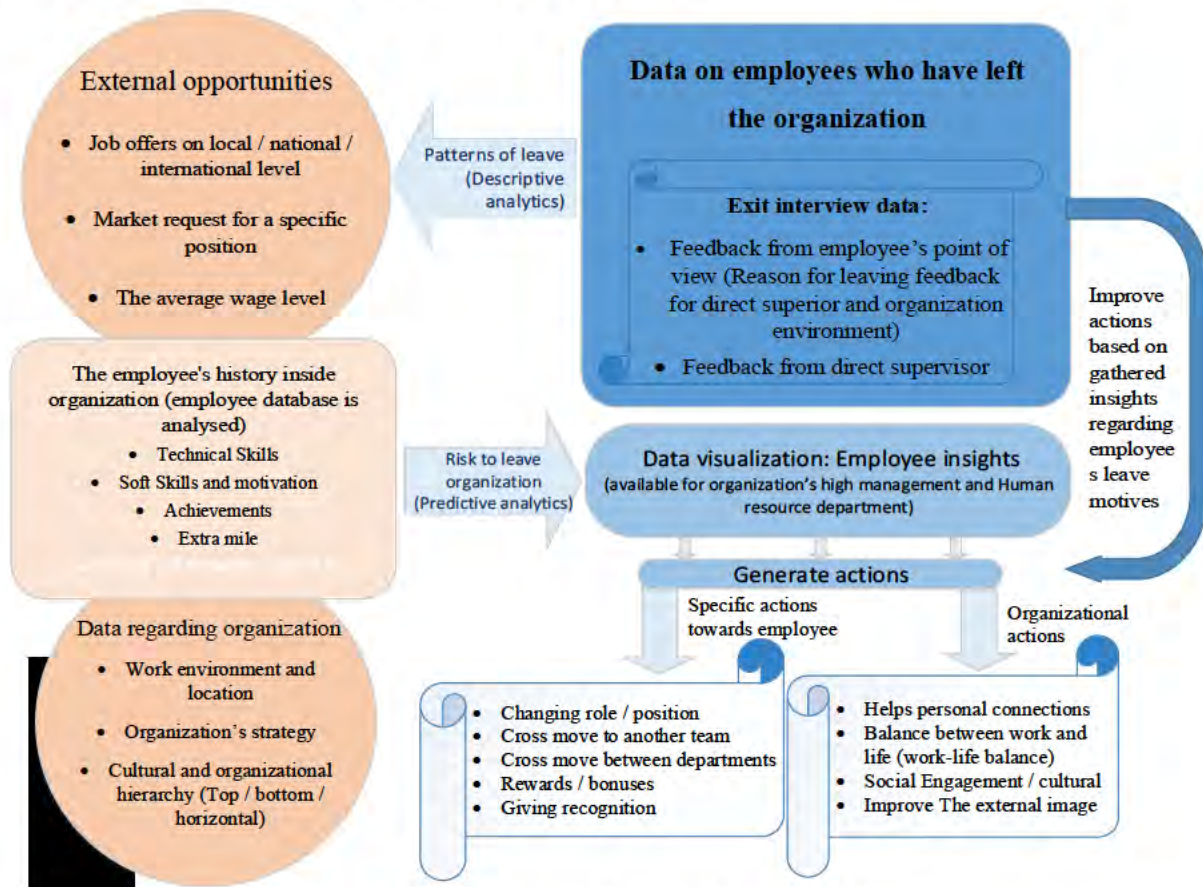 External opportunities
• Job offers on local / national /
international level
• Market request for a specific
position
• The average wage level
The employee's history inside
organization (employee database is
analysed)
• Technical Skills
• Soft Skills and motivation
• Achievements
• Extra mile
Data regarding organization
• Work environment and
location
• Organization’s strategy
• Cultural and organizational
hierarchy (Top / bottom /
horizontal)
Patterns of leave
(Descriptive
analytics)
Data on employees who have left
the organization
Exit interview data:
• Feedback from employee’s point of
view (Reason for leaving feedback
for direct superior and organization
environment)
• Feedback from direct supervisor
Improve
actions
based on
gathered
insights
regarding
employee
s leave
motives
Risk to leave
organization
(Predictive analytics)
Data visualization: Employee insights
(available for organization’s high management and Human
resource department)
Generate actions
Specific actions
towards employee
Organizational
actions
• Changing role / position
• Cross move to another team
• Cross move between departments
• Rewards / bonuses
• Giving recognition
• Helps personal connections
• Balance between work and
life (work-life balance)
• Social Engagement / cultural
• Improve The external image